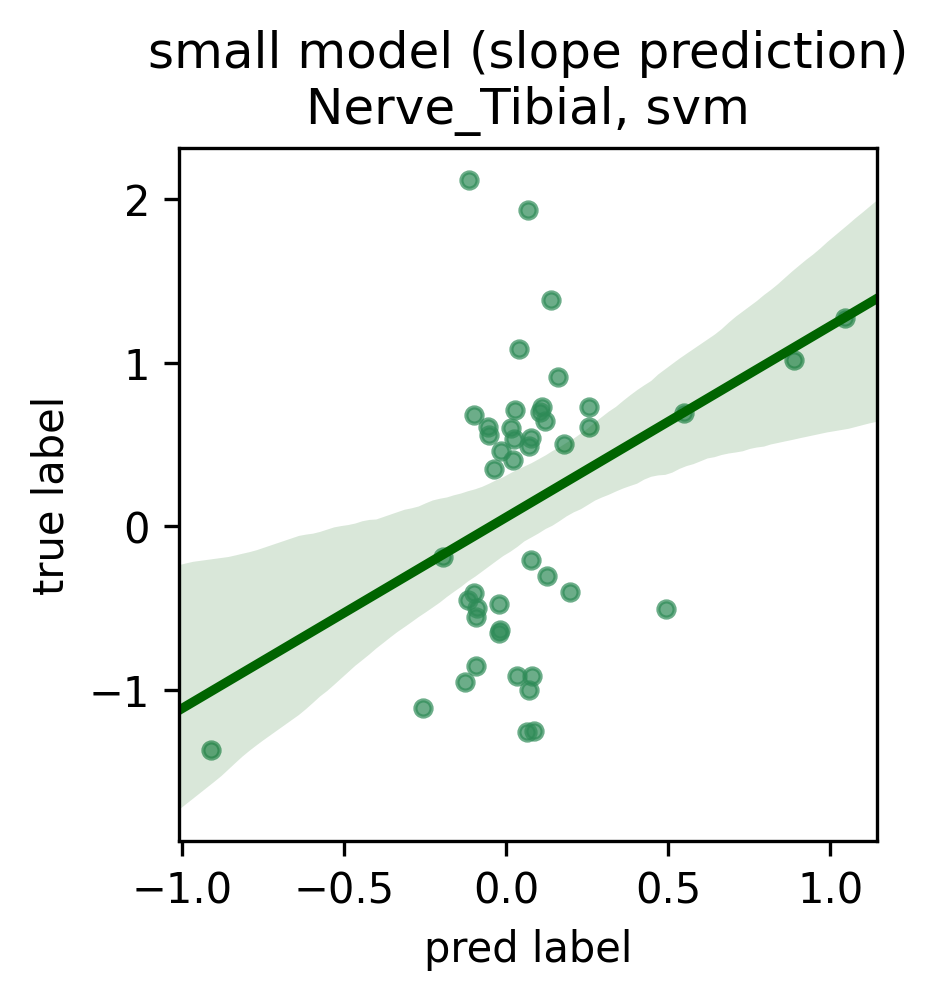 small model (slope prediction)
Nerve_Tibial, svm
true label
2
1
0
−1
−1.0 −0.5 0.0 0.5 1.0
pred label